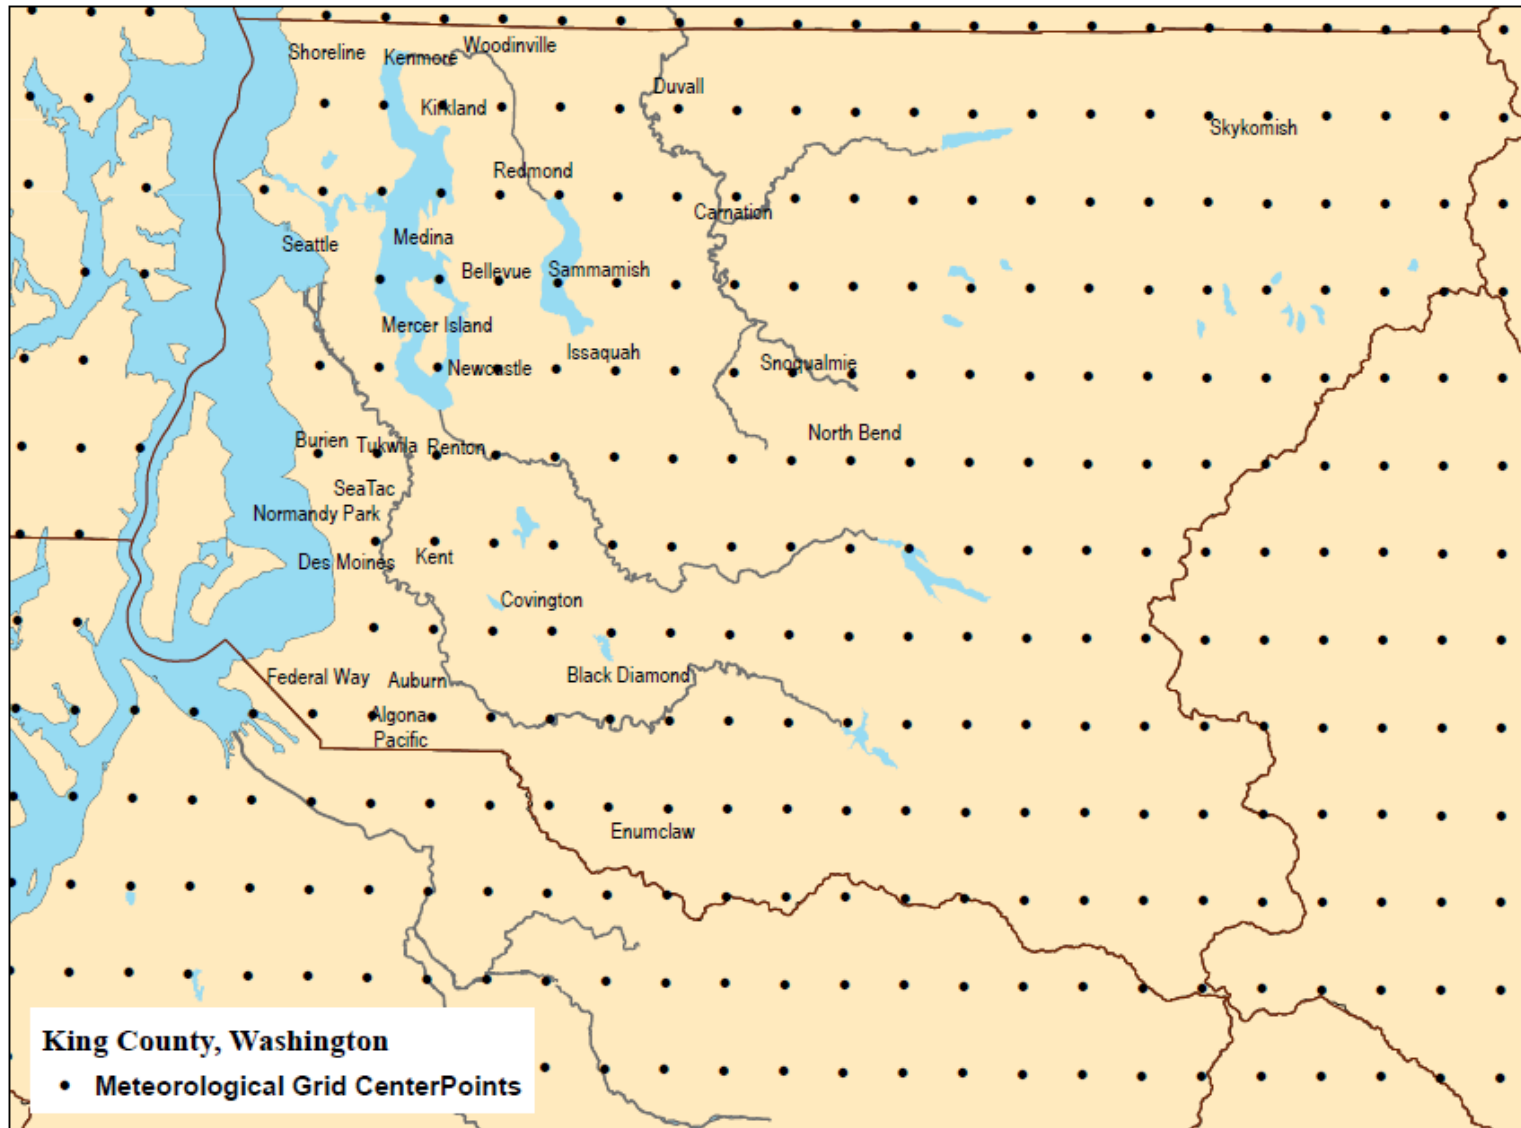 Shoreline
Kenmore
Woodinville
Duvall
Kirkland
Skykomish
Redmond
Carnation
Seattle
Medina
Bellevue
Sammamish
Mercer Island
Issaquah
Newcastle
Snoqualmie
North Bend
Burien
Tukwila
Renton
SeaTac
Normandy Park
Des Moines
Kent
Covington
Federal Way
Auburn
Black Diamond
Algona
Pacific
Enumclaw
King County, Washington
Meteorological Grid CenterPoints